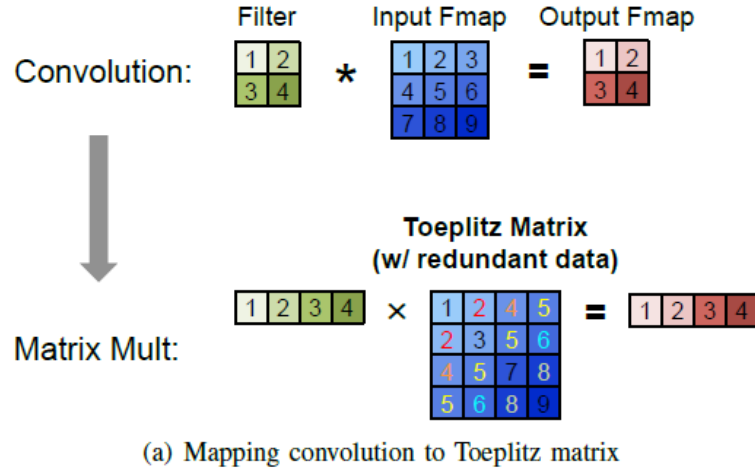 Filter Input Fmap Output Fmap
Convolution:
1 2
3 4
*
1 2 3
4 5 6
7 8 9
=
1 2
3 4
Toeplitz Matrix
(w/ redundant data)
Matrix Mult:
1 2 3 4
×
1 2 4 5
2 3 5 6
4 5 7 8
5 6 8 9
=
1 2 3 4
(a) Mapping convolution to Toeplitz matrix